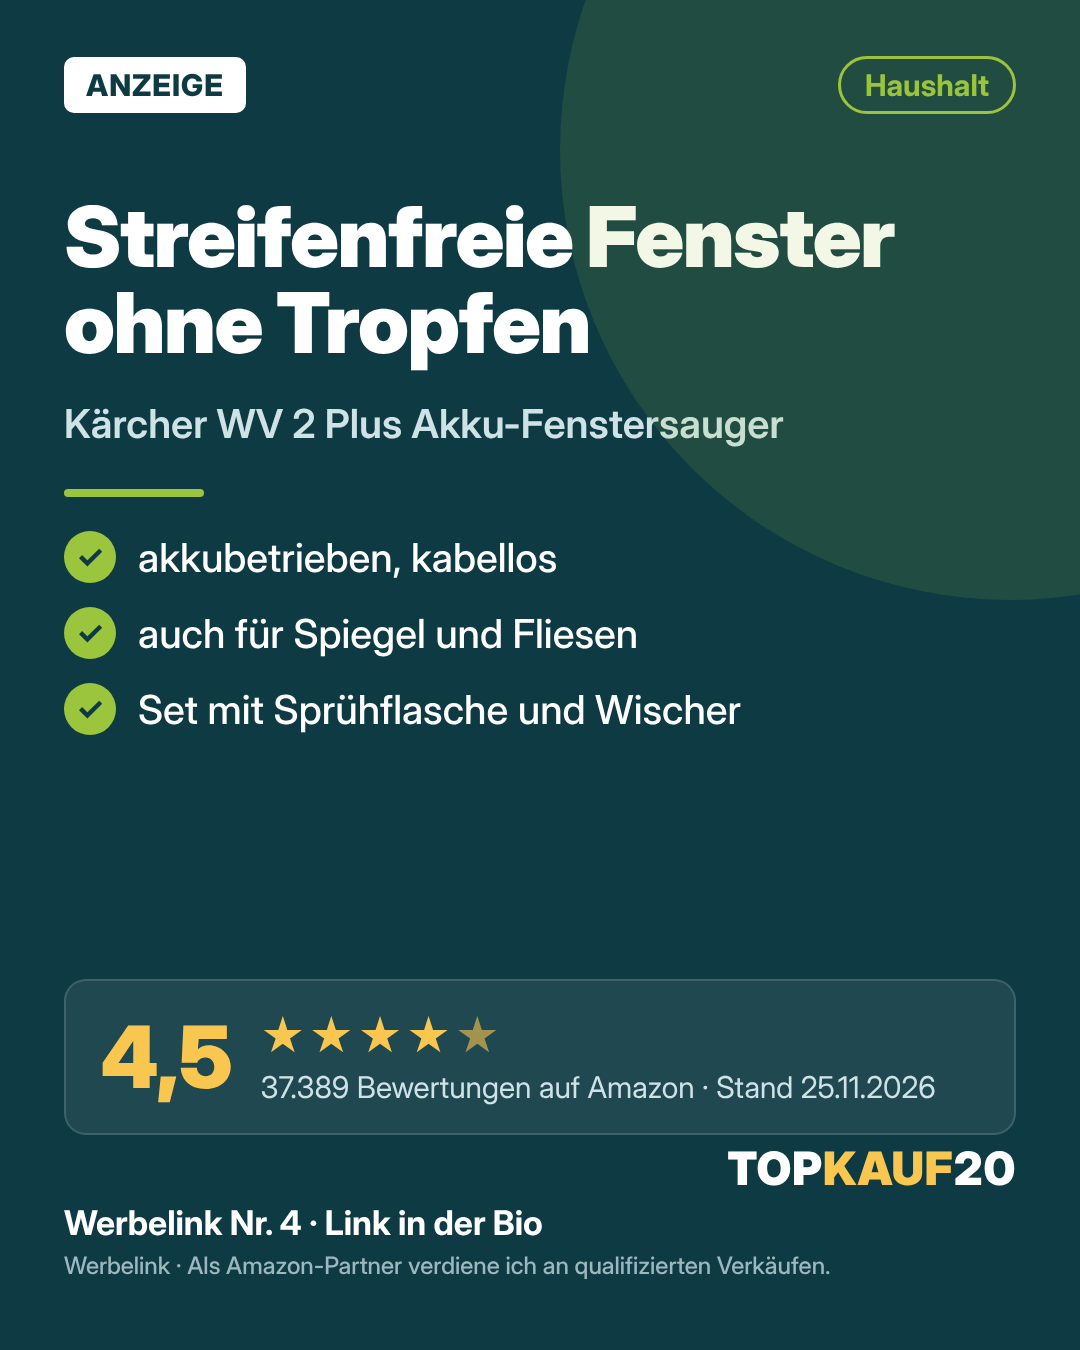 ANZEIGE
Haushalt
Streifenfreie Fenster
ohne Tropfen
Kärcher WV 2 Plus Akku-Fenstersauger
akkubetrieben, kabellos
auch für Spiegel und Fliesen
Set mit Sprühflasche und Wischer
4,5
37.389 Bewertungen auf Amazon · Stand 25.11.2026
TOPKAUF20
Werbelink Nr. 4 · Link in der Bio
Werbelink · Als Amazon-Partner verdiene ich an qualifizierten Verkäufen.